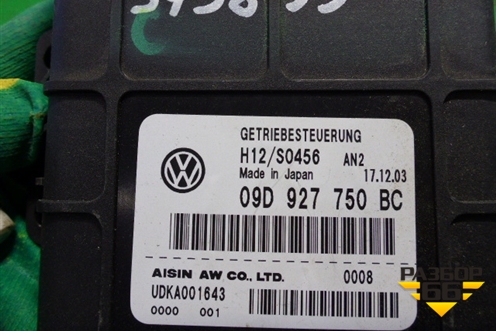 C
GETRIEBESTEUERUNG
H12/S0456 AN2
Made in Japan 17.12.03
09D 927 750 BC
AISIN AW CO., LTD. 0008
UDKA001643
0000 001
РАЗБОР
66